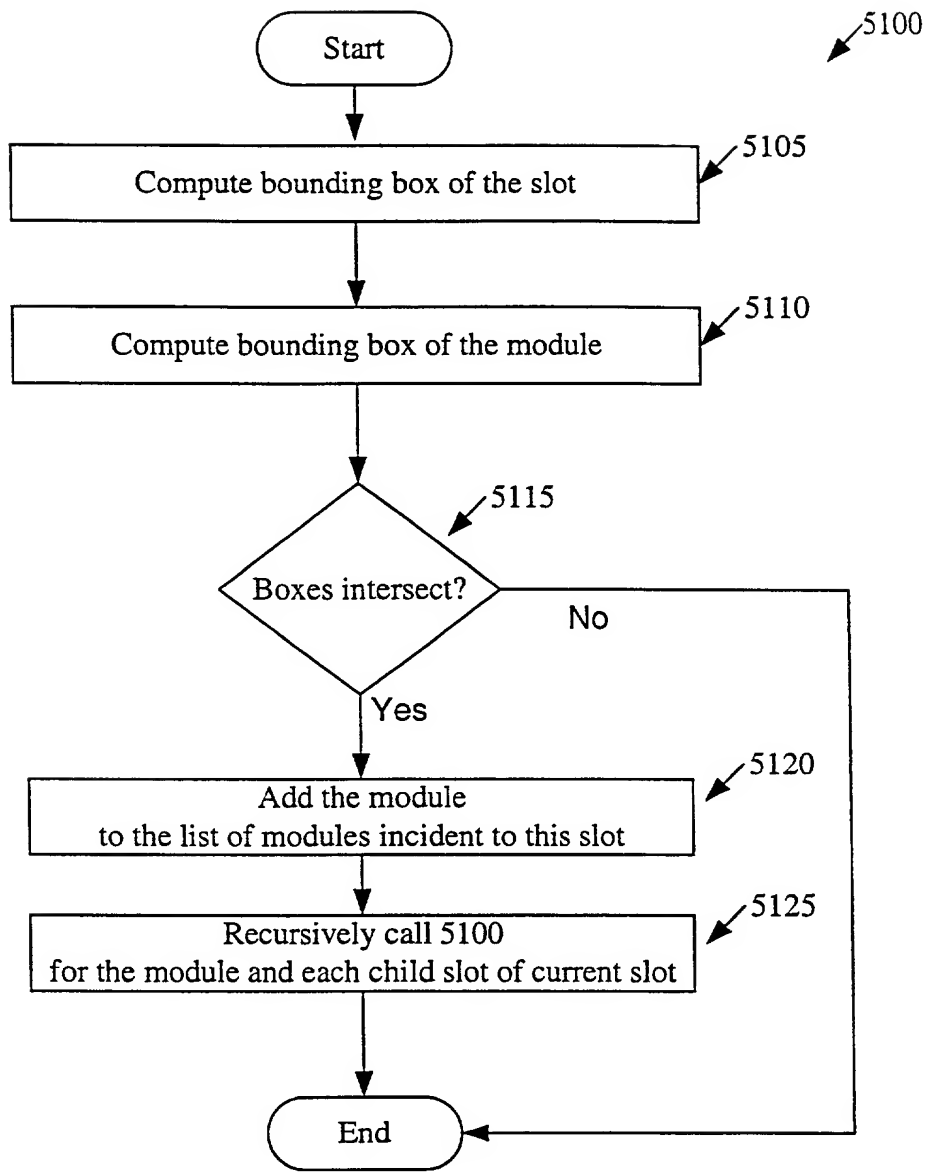 Start
5100
5105
Compute bounding box of the slot
5110
Compute bounding box of the module
5115
Boxes intersect?
No
Yes
5120
Add the module
to the list of modules incident to this slot
5125
Recursively call 5100
for the module and each child slot of current slot
End